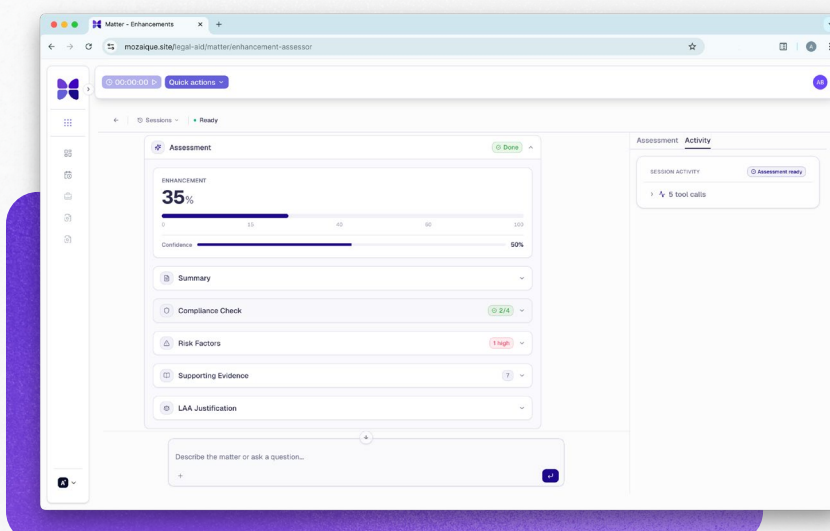 Matter - Enhancements
mozaique.site/legal-aid/matter/enhancement-assessor
00:00:00
Quick actions
AB
Sessions
Ready
Assessment
Done
ENHANCEMENT
35%
0 15 40 60 100
Confidence 50%
Summary
Compliance Check 2/4
Risk Factors 1 high
Supporting Evidence 7
LAA Justification
Describe the matter or ask a question...
Assessment Activity
SESSION ACTIVITY Assessment ready
5 tool calls